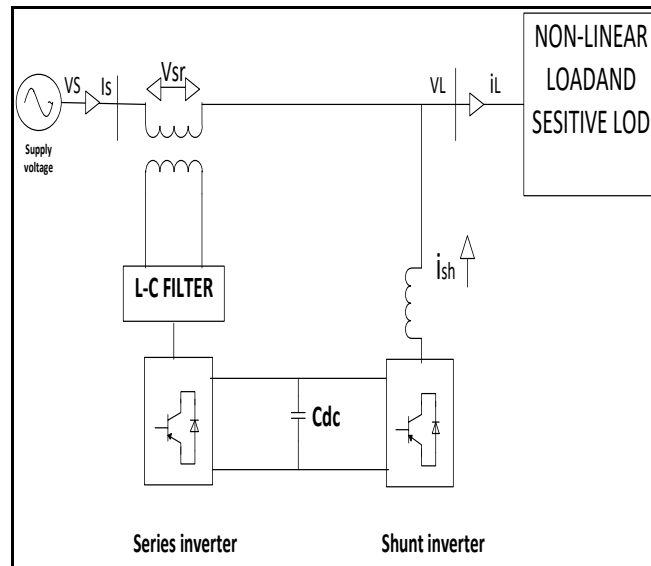 NON-LINEAR
LOADAND
SESITIVE LOD
VS Is Vsr VL iL
Supply
voltage
ish
L-C FILTER
Cdc
Series inverter Shunt inverter